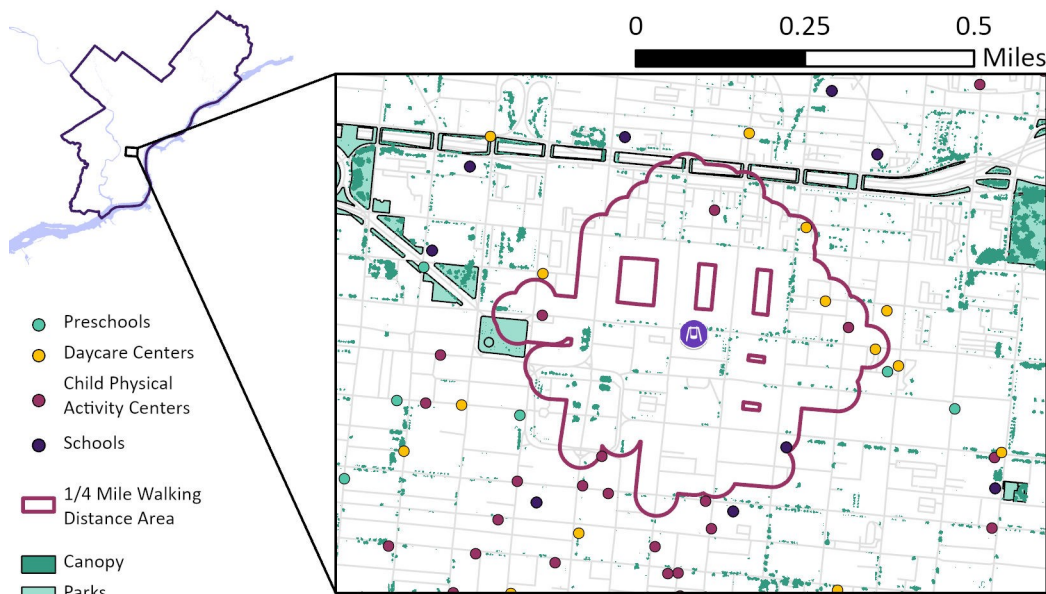 0 0.25 0.5
Miles
Preschools
Daycare Centers
Child Physical
Activity Centers
Schools
1/4 Mile Walking
Distance Area
Canopy
Parks